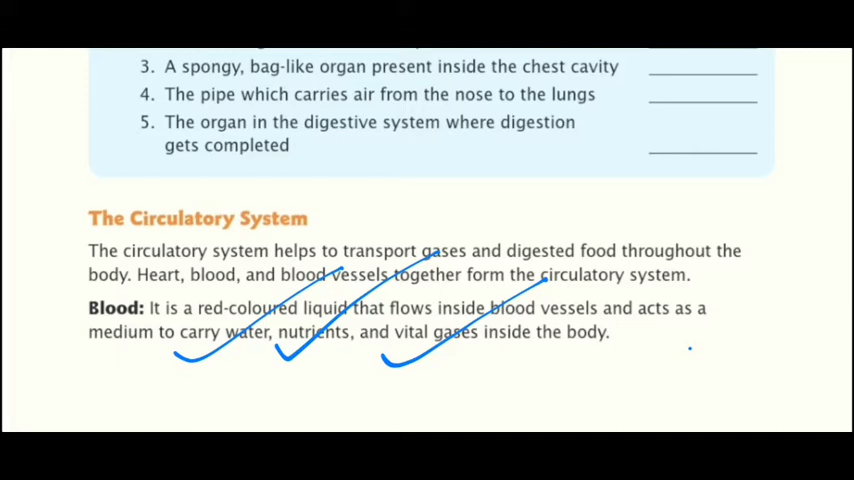 3. A spongy, bag-like organ present inside the chest cavity
4. The pipe which carries air from the nose to the lungs
5. The organ in the digestive system where digestion
gets completed
The Circulatory System
The circulatory system helps to transport gases and digested food throughout the
body. Heart, blood, and blood vessels together form the circulatory system.
Blood: It is a red-coloured liquid that flows inside blood vessels and acts as a
medium to carry water, nutrients, and vital gases inside the body.